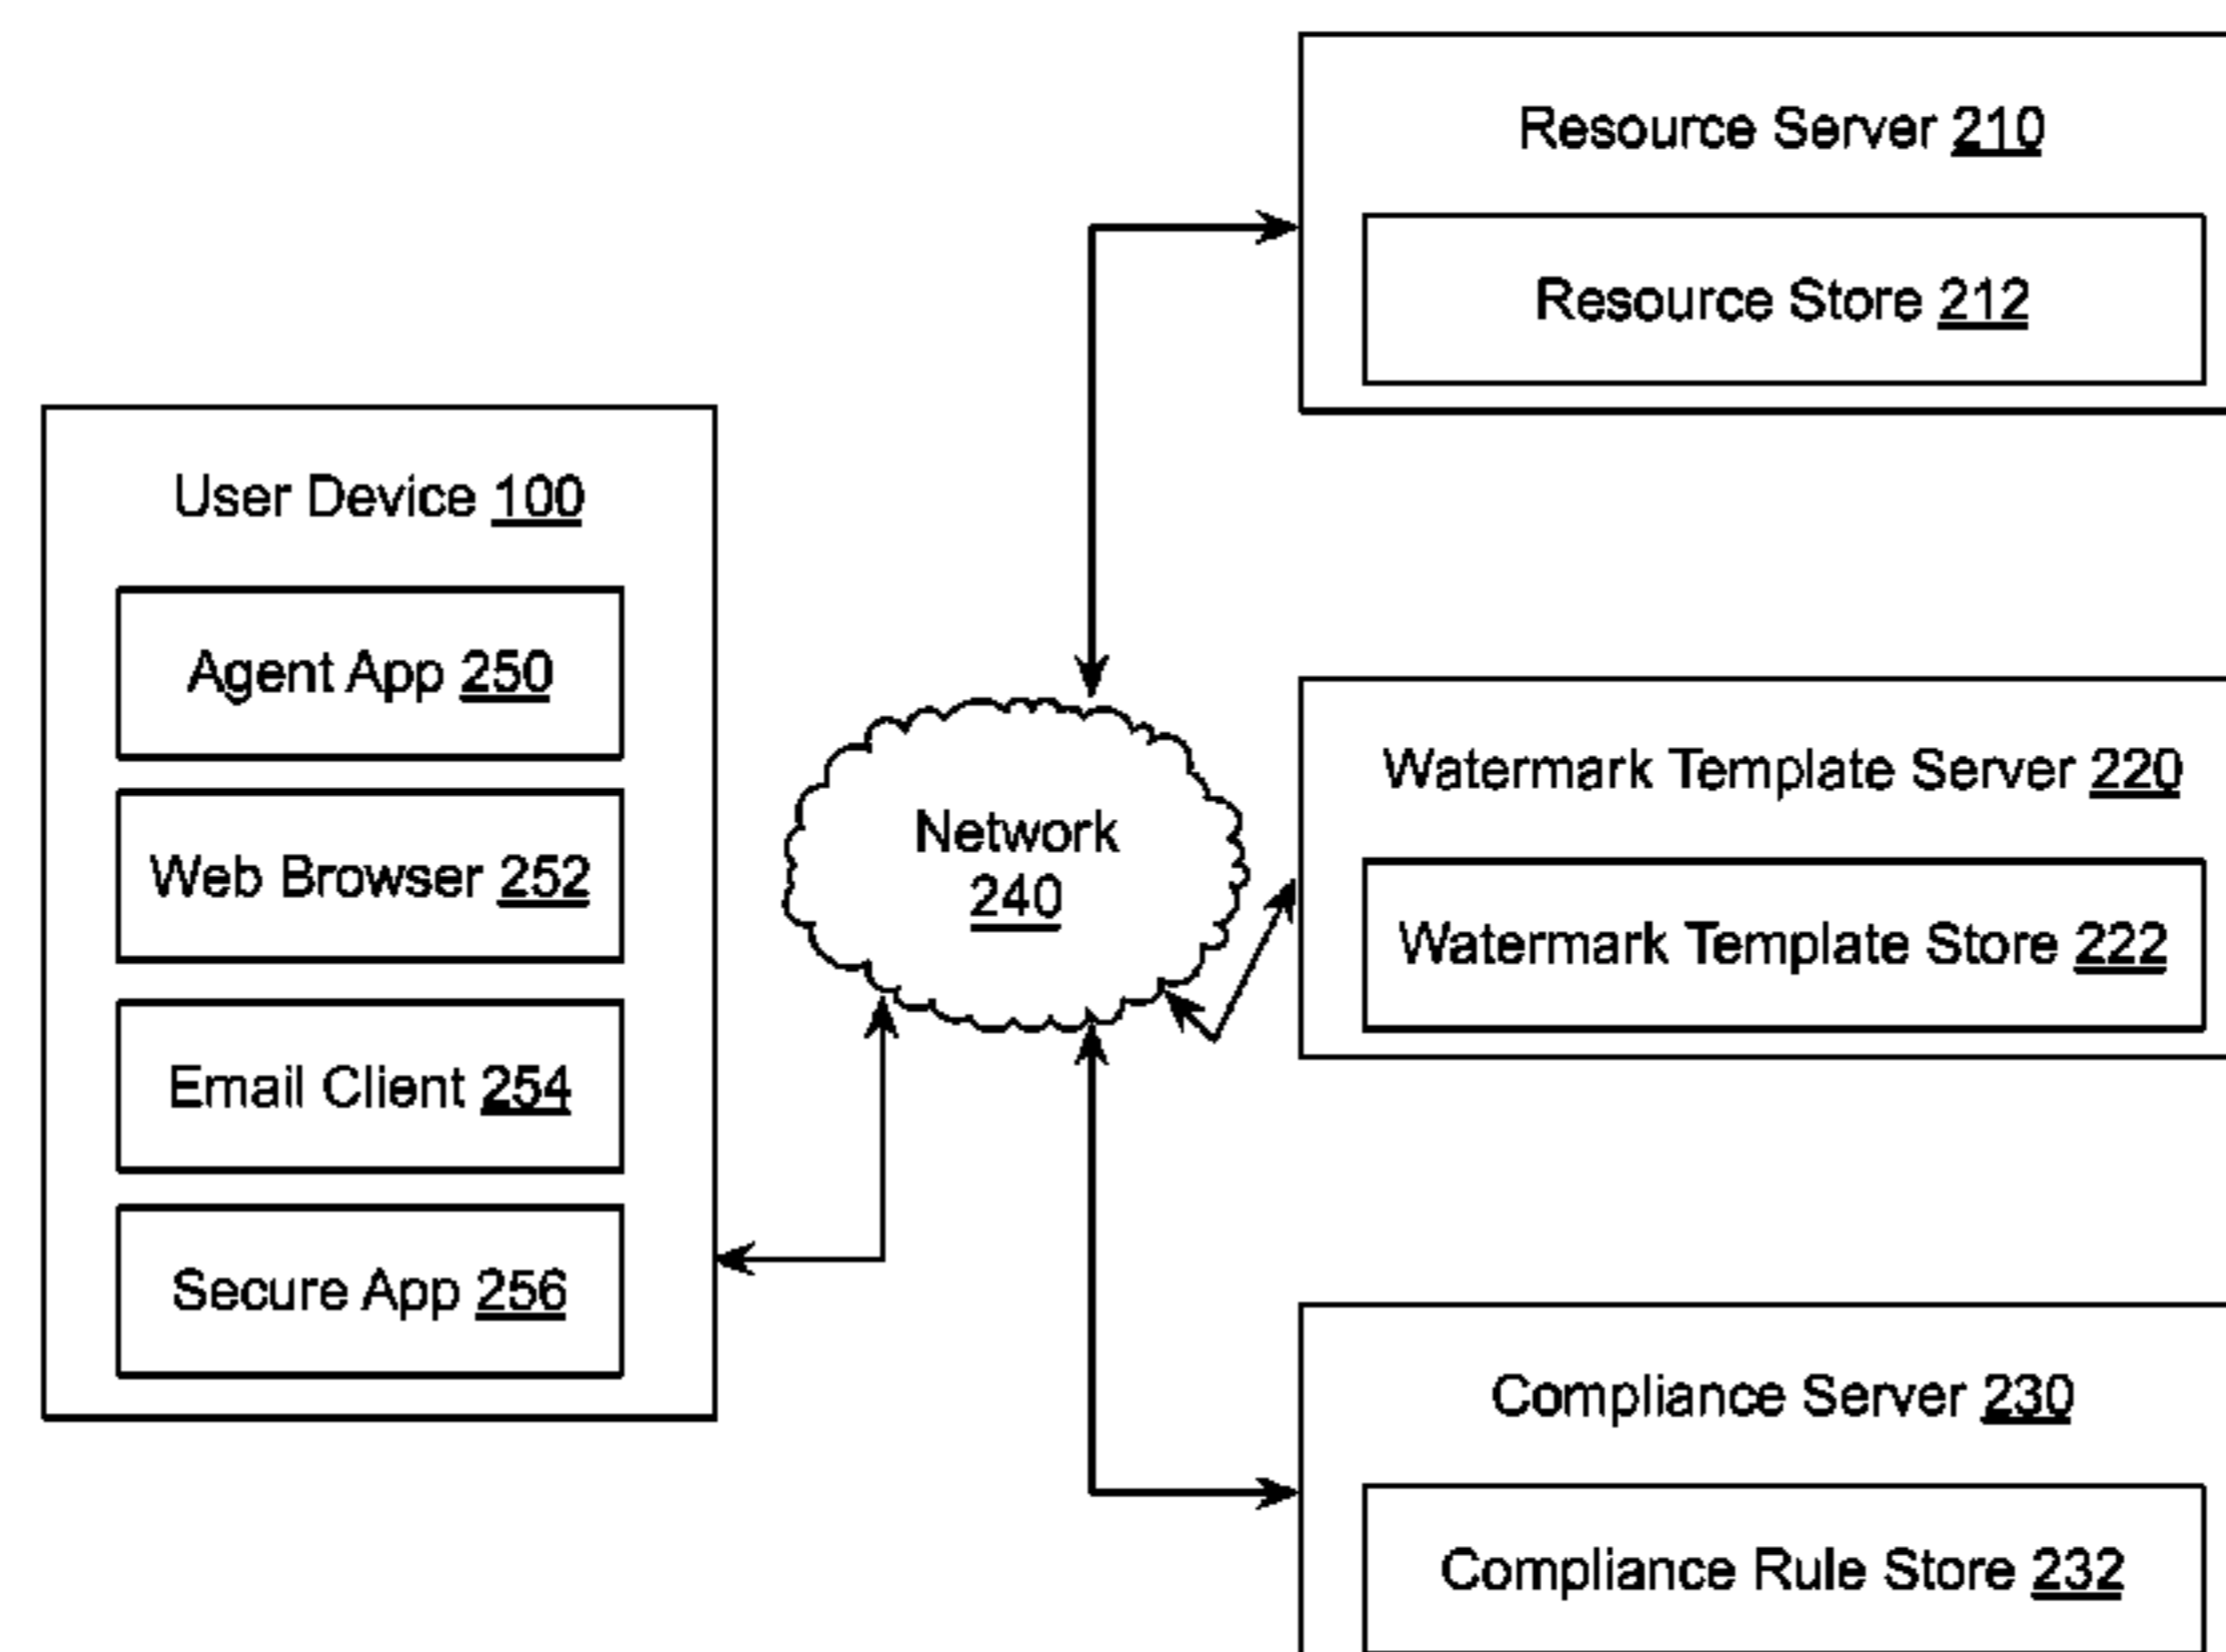 Resource Server 210
Resource Store 212
User Device 100
Agent App 250
Web Browser 252
Email Client 254
Secure App 256
Network
240
Watermark Template Server 220
Watermark Template Store 222
Compliance Server 230
Compliance Rule Store 232